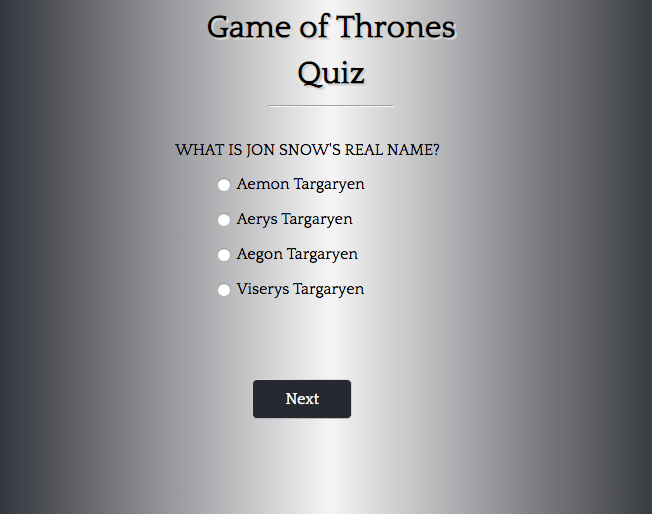 Game of Thrones
Quiz
WHAT IS JON SNOW'S REAL NAME?
Aemon Targaryen
Aerys Targaryen
Aegon Targaryen
Viserys Targaryen
Next